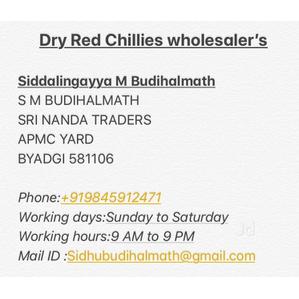 Dry Red Chillies wholesaler's
Siddalingayya M Budihalmath
S M BUDIHALMATH
SRI NANDA TRADERS
APMC YARD
BYADGI 581106
Phone:+919845912471
Working days:Sunday to Saturday
Working hours:9 AM to 9 PM
Mail ID :Sidhubudihalmath@gmail.com
Jd